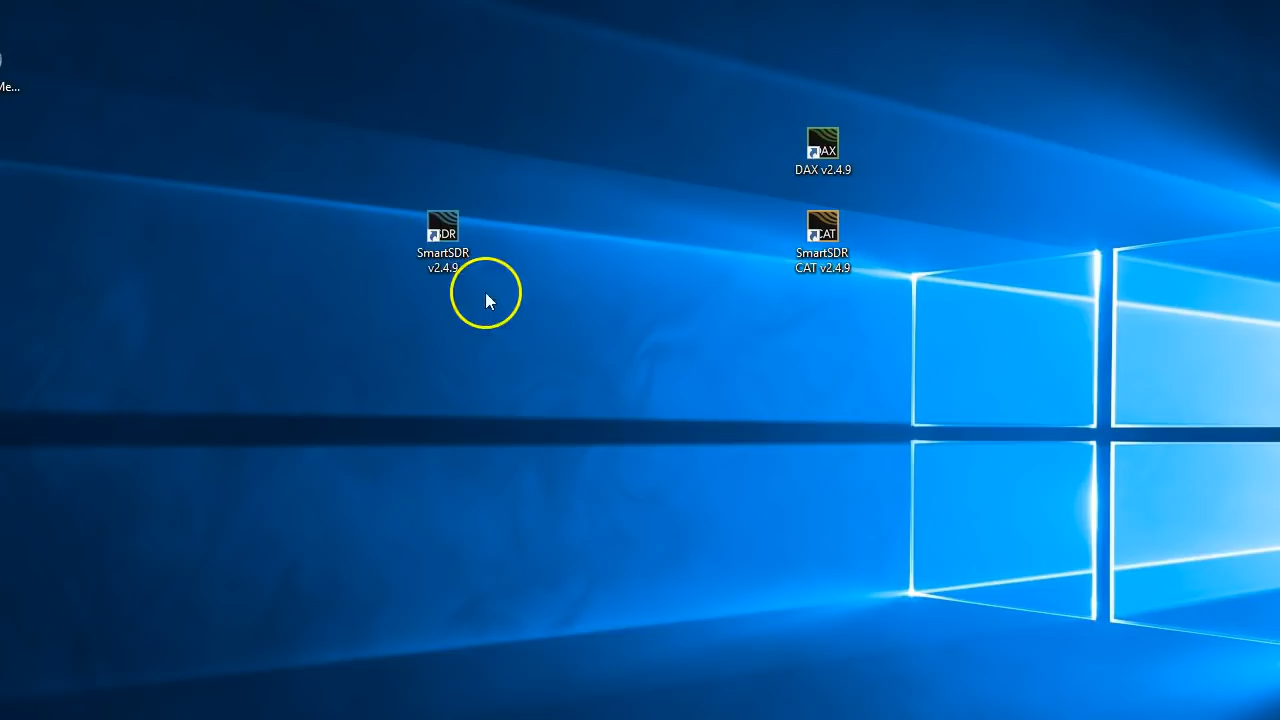 Me...
DAX
DAX v2.4.9
SDR
SmartSDR
v2.4.9
CAT
SmartSDR
CAT v2.4.9